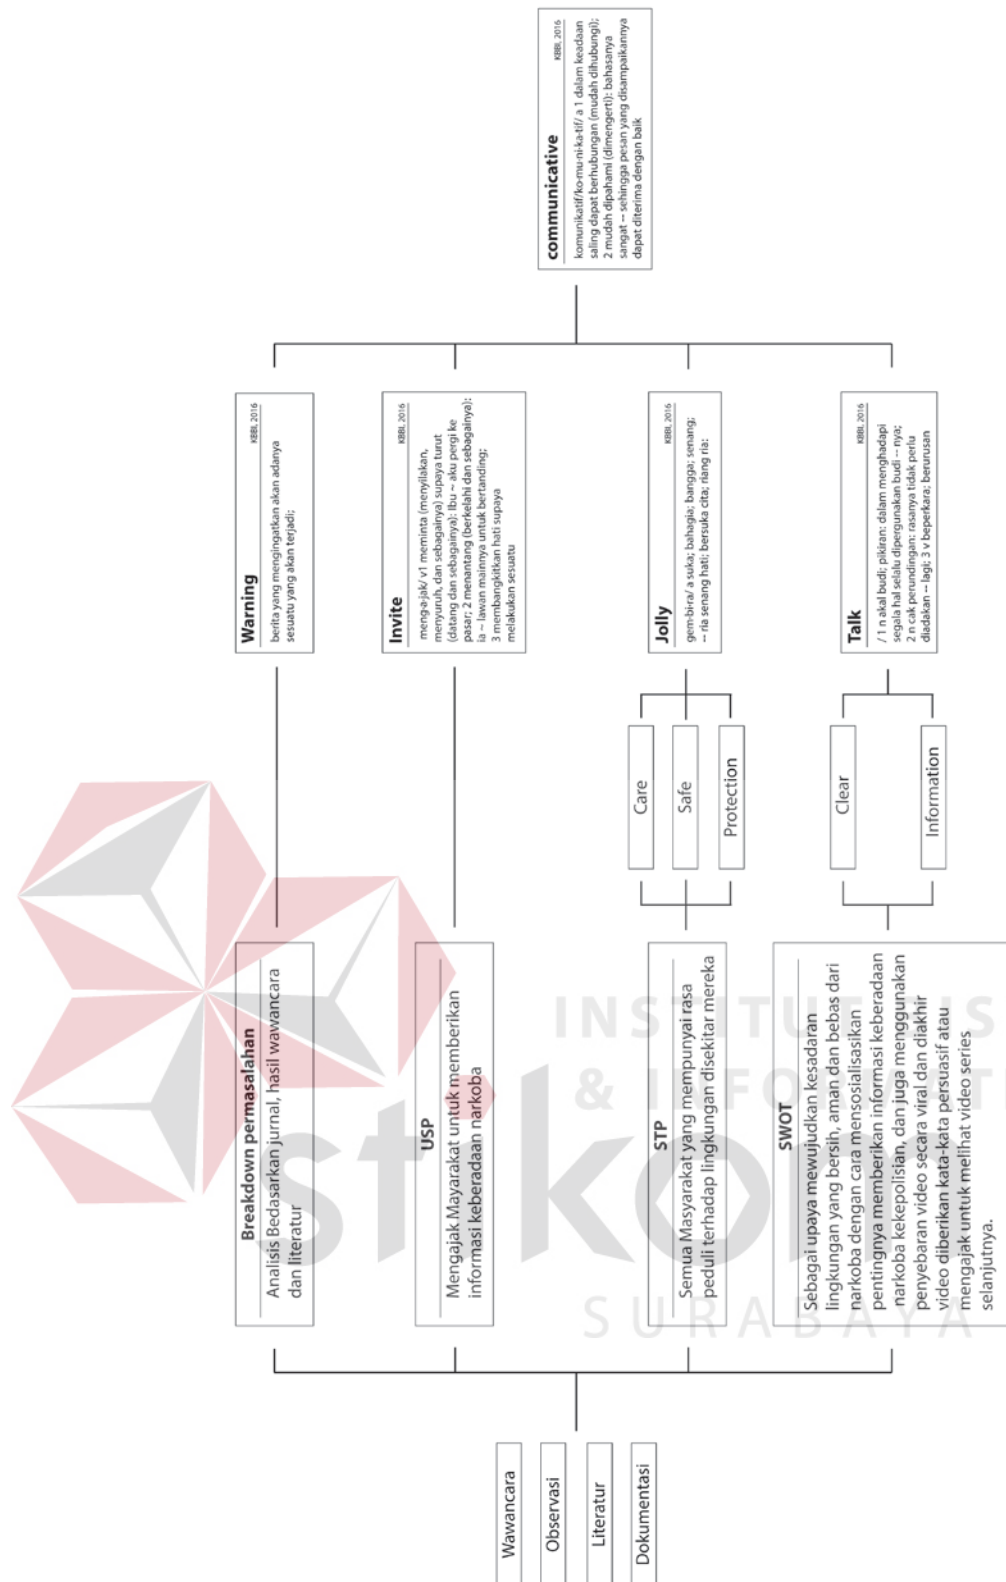 Wawancara
Observasi
Literatur
Dokumentasi
Breakdown permasalahan
Analisis Bedasarkan jurnal, hasil wawancara
dan literatur
USP
Mengajak Mayarakat untuk memberikan
informasi keberadaan narkoba
STP
Semua Masyarakat yang mempunyai rasa
peduli terhadap lingkungan disekitar mereka
SWOT
Sebagai upaya mewujudkan kesadaran
lingkungan yang bersih, aman dan bebas dari
narkoba dengan cara mensosialisasikan
pentingnya memberikan informasi keberadaan
narkoba kekepolisian, dan juga menggunakan
penyebaran video secara viral dan diakhir
video diberikan kata-kata persuasif atau
mengajak untuk melihat video series
selanjutnya.
Care
Safe
Protection
Clear
Information
Warning
KBBI, 2016
berita yang mengingatkan akan adanya
sesuatu yang akan terjadi;
Invite
KBBI, 2016
meng-a-jak/ v1 meminta (menyilakan,
menyuruh, dan sebagainya) supaya turut
(datang dan sebagainya): Ibu ~ aku pergi ke
pasar; 2 menantang (berkelahi dan sebagainya):
ia ~ lawan mainnya untuk bertanding;
3 membangkitkan hati supaya
melakukan sesuatu
Jolly
KBBI, 2016
gem-bi-ra/ a suka; bahagia; bangga; senang;
-- ria senang hati; bersuka cita; riang ria:
Talk
KBBI, 2016
/ 1 n akal budi; pikiran: dalam menghadapi
segala hal selalu dipergunakan budi -- nya;
2 n cak perundingan: rasanya tidak perlu
diadakan -- lagi; 3 v beperkara; berurusan
communicative
KBBI, 2016
komunikatif/ko-mu-ni-ka-tif/ a 1 dalam keadaan
saling dapat berhubungan (mudah dihubungi);
2 mudah dipahami (dimengerti): bahasanya
sangat -- sehingga pesan yang disampaikannya
dapat diterima dengan baik
INSTITUT
& INFORMATI
stikom
SURABAYA